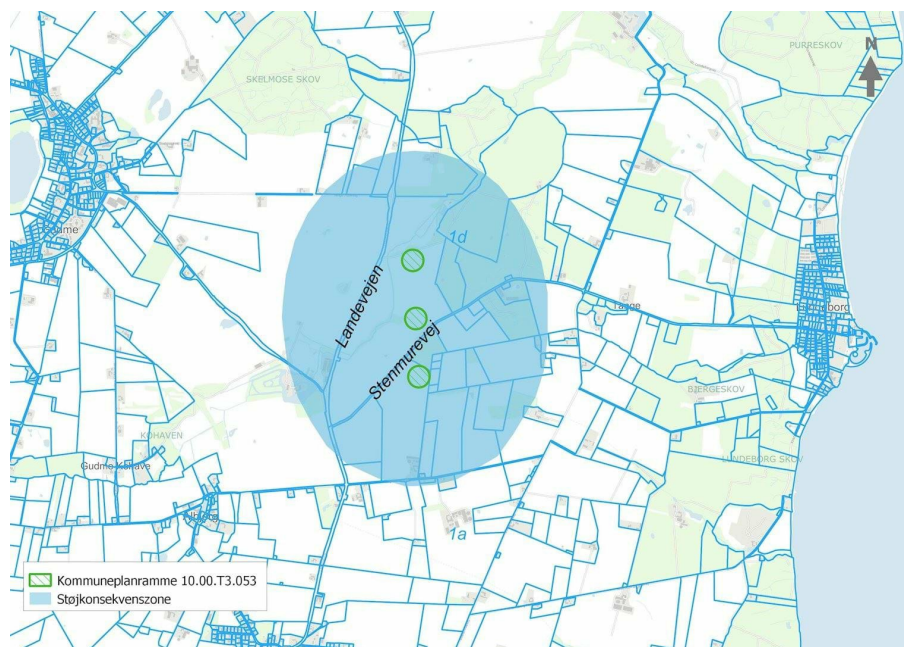 PURRESKOV
N
SKELMOSE SKOV
1d
Gudme
Landevejen
Stenmurevej
Tange
BJERGESKOV
LUNDEBORG SKOV
KOHAVEN
Gudme Kohave
1a
Kommuneplanramme 10.00.T3.053
Støjkonsekvenszone